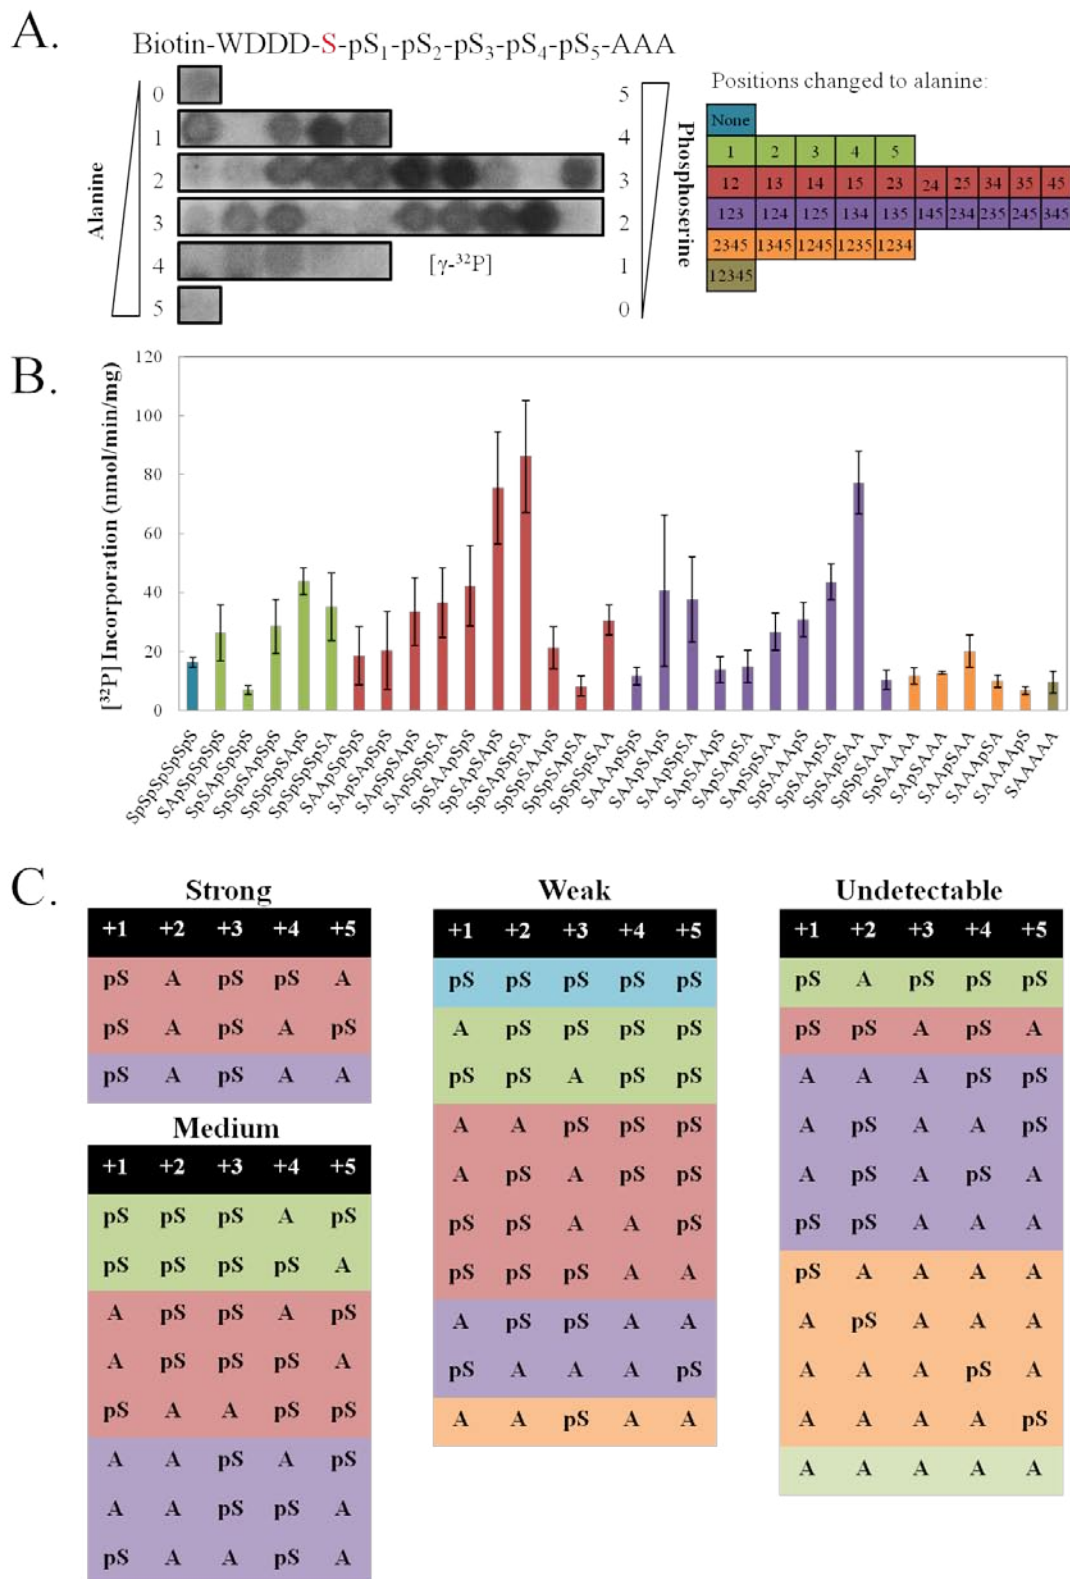 A.
Biotin-WDDD-S-pS1-pS2-pS3-pS4-pS5-AAA
Alanine
0
1
2
3
4
5
[γ-32P]
5
4
3
2
1
0
Phosphoserine
Positions changed to alanine:
None
1 2 3 4 5
12 13 14 15 23 24 25 34 35 45
123 124 125 134 135 145 234 235 245 345
2345 1345 1245 1235 1234
12345
B.
[32P] Incorporation (nmol/min/mg)
120
100
80
60
40
20
0
SpSpSpSpSpS
SApSpSpSpS
SpSApSpSpS
SpSpSApSpS
SpSpSpSApS
SpSpSpSpSA
SAApSpSpS
SApSApSpS
SApSpSApS
SApSpSpSA
SpSAApSpS
SpSApSApS
SpSApSpSA
SpSpSAApS
SpSpSApSA
SpSpSpSAA
SAAApSpS
SAApSApS
SAApSpSA
SApSAApS
SApSApSA
SApSpSAA
SpSAAApS
SpSAApSA
SpSApSAA
SpSpSAAA
SpSAAAA
SApSAAA
SAApSAA
SAAApSA
SAAAApS
SAAAAA
C.
Strong
+1 +2 +3 +4 +5
pS A pS pS A
pS A pS A pS
pS A pS A A
Medium
+1 +2 +3 +4 +5
pS pS pS A pS
pS pS pS pS A
A pS pS A pS
A pS pS pS A
pS A A pS pS
A A pS A pS
A A pS pS A
pS A A pS A
Weak
+1 +2 +3 +4 +5
pS pS pS pS pS
A pS pS pS pS
pS pS A pS pS
A A pS pS pS
A pS A pS pS
pS pS A A pS
pS pS pS A A
A pS pS A A
pS A A A pS
A A pS A A
Undetectable
+1 +2 +3 +4 +5
pS A pS pS pS
pS pS A pS A
A A A pS pS
A pS A A pS
A pS A pS A
pS pS A A A
pS A A A A
A pS A A A
A A A pS A
A A A A pS
A A A A A